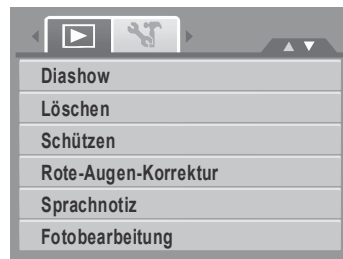 Diashow
Löschen
Schützen
Rote-Augen-Korrektur
Sprachnotiz
Fotobearbeitung